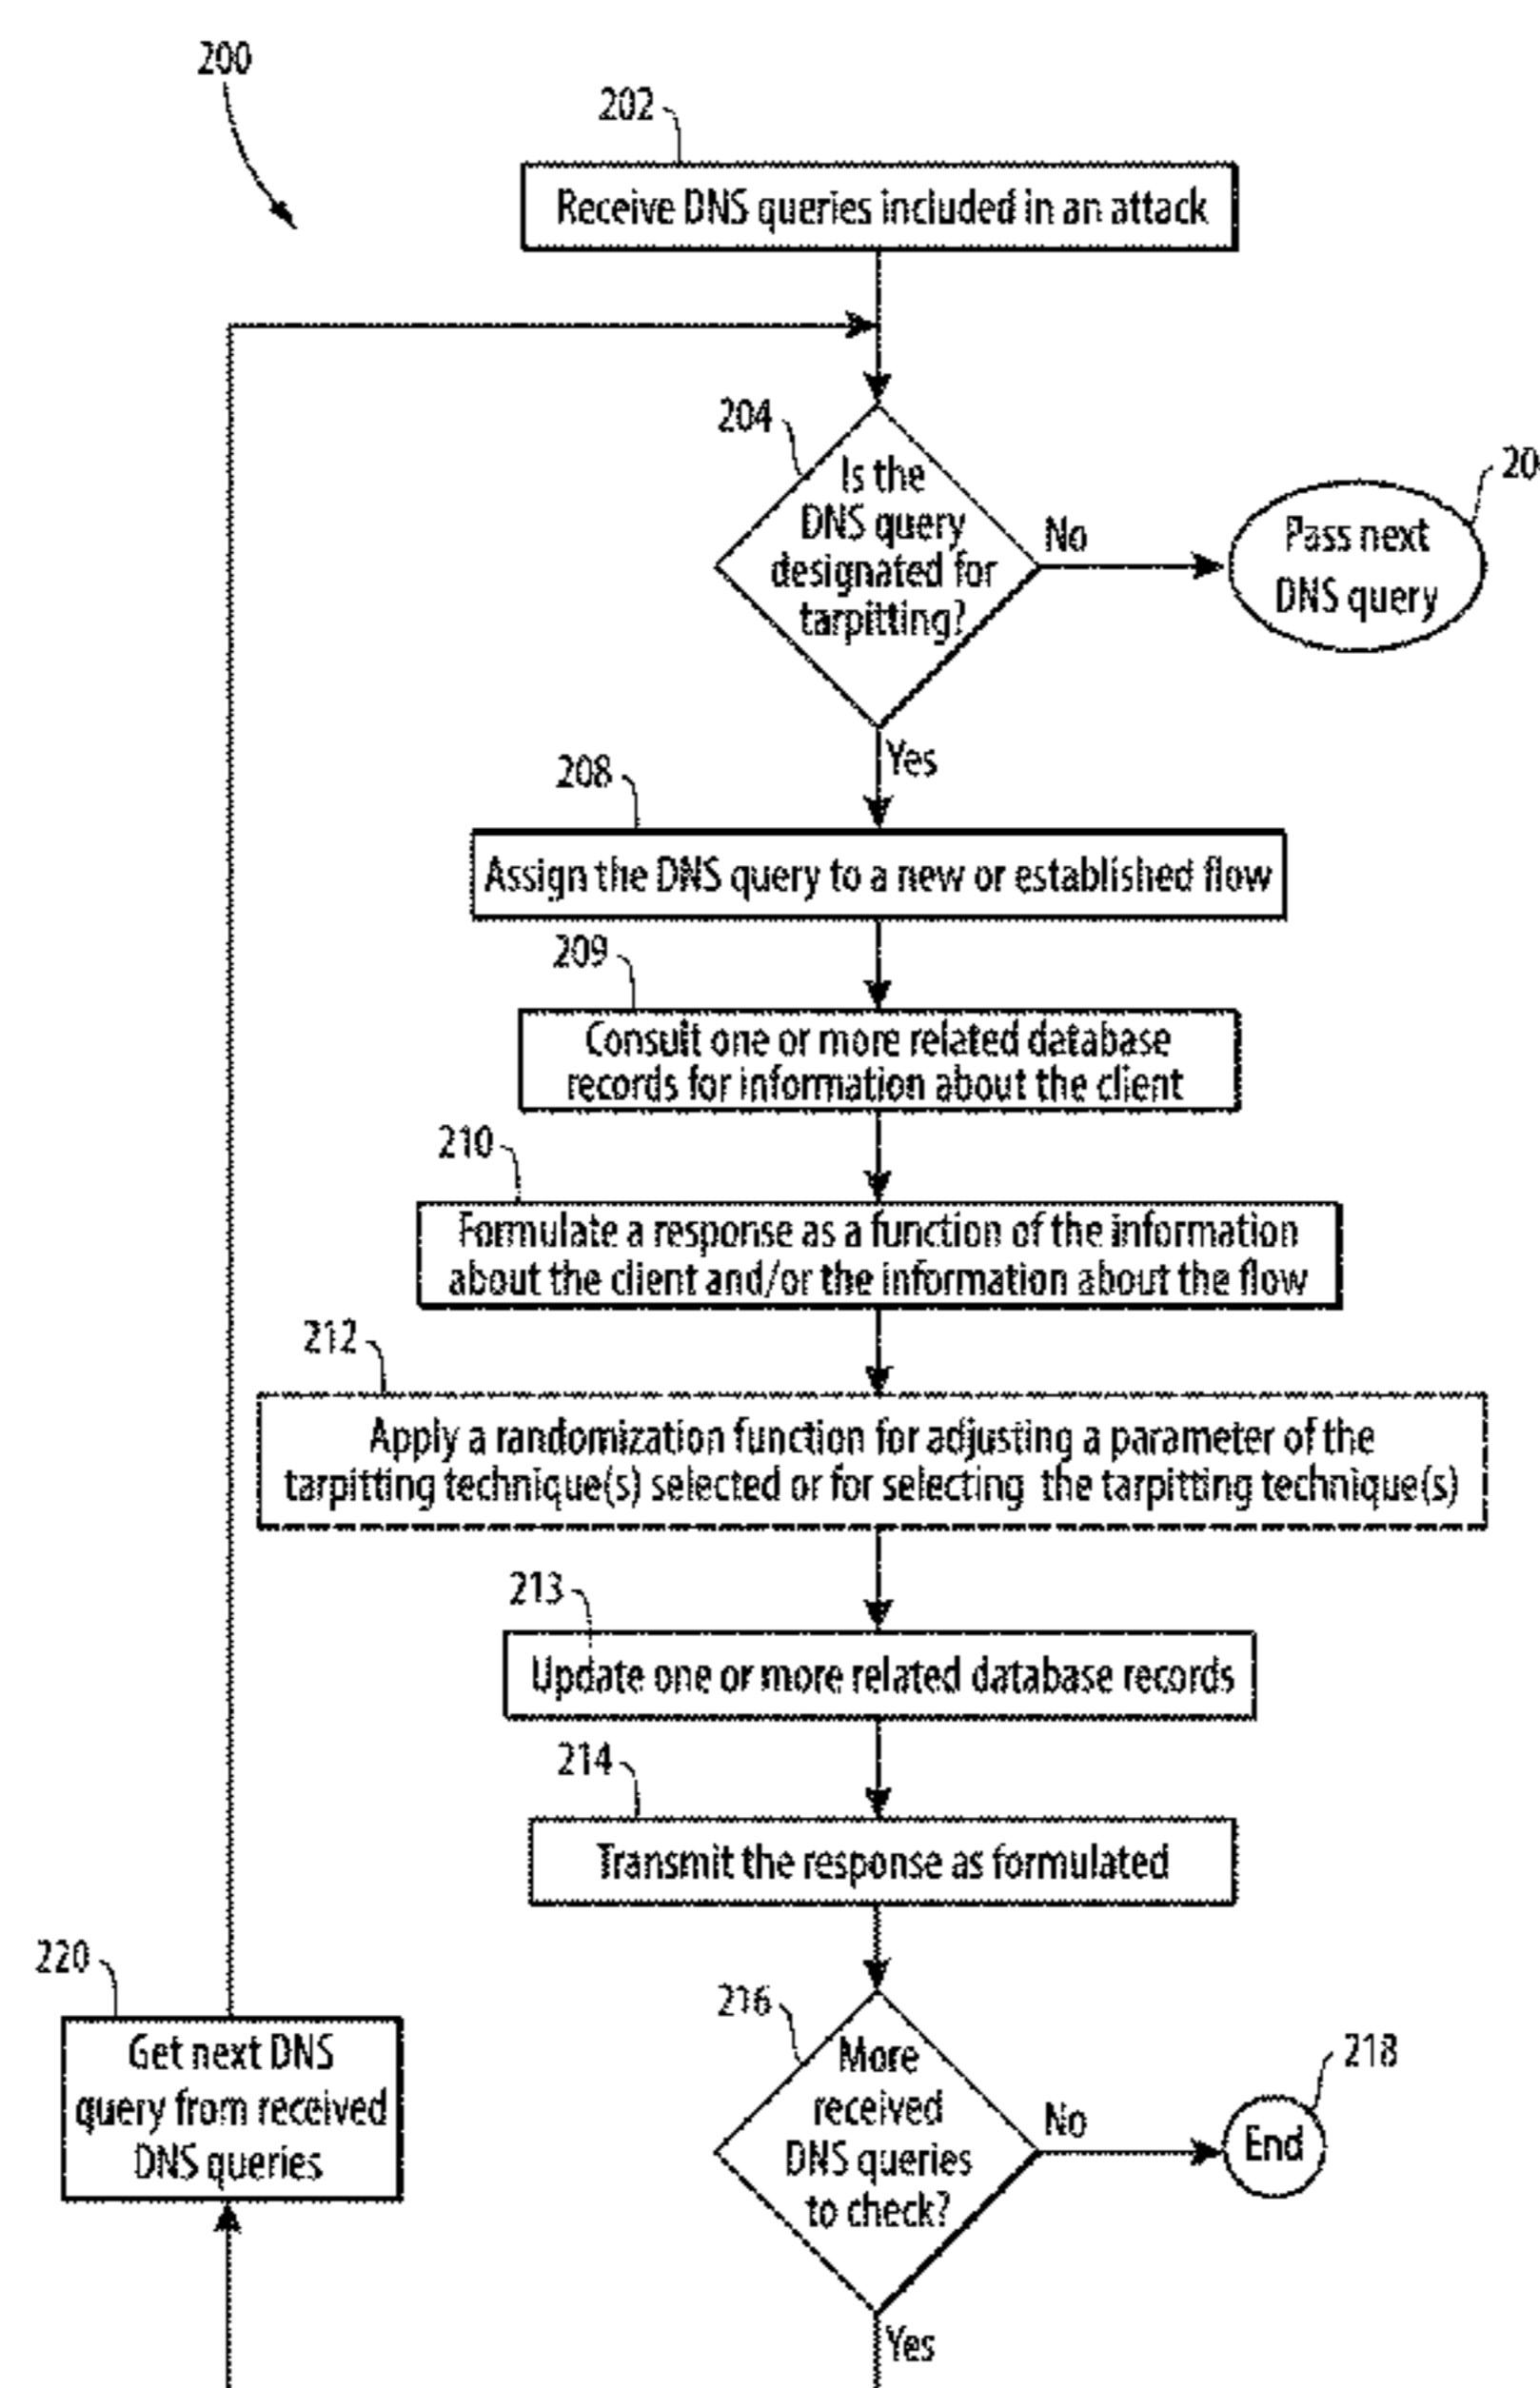 200
202
Receive DNS queries included in an attack
204
Is the
DNS query
designated for
tarpitting?
No
20
Pass next
DNS query
Yes
208
Assign the DNS query to a new or established flow
209
Consult one or more related database
records for information about the client
210
Formulate a response as a function of the information
about the client and/or the information about the flow
212
Apply a randomization function for adjusting a parameter of the
tarpitting technique(s) selected or for selecting the tarpitting technique(s)
213
Update one or more related database records
214
Transmit the response as formulated
220
Get next DNS
query from received
DNS queries
216
More
received
DNS queries
to check?
No
218
End
Yes